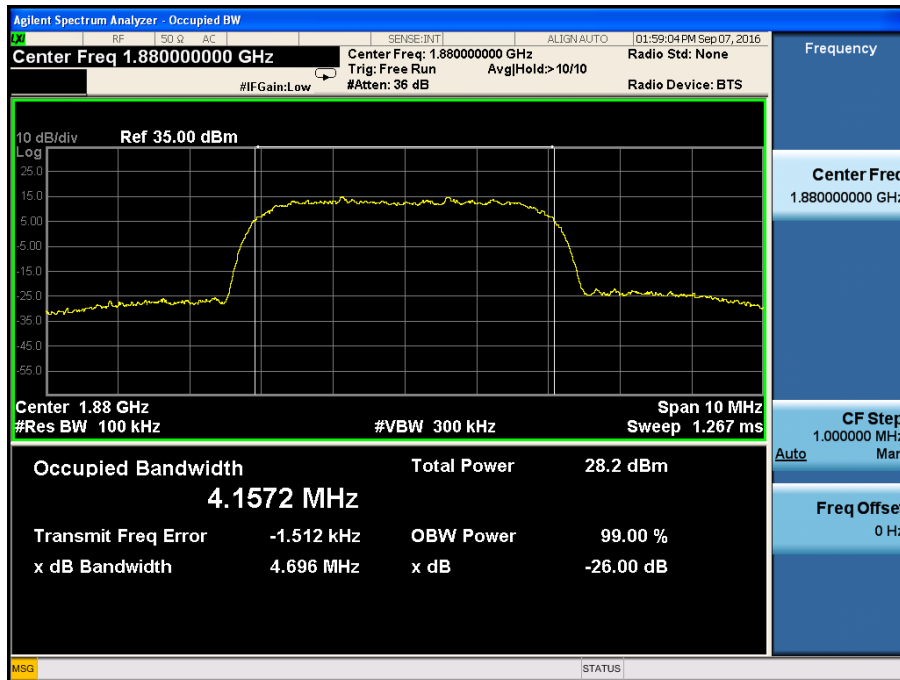 Agilent Spectrum Analyzer - Occupied BW
LXI RF 50 Ω AC SENSE:INT ALIGN AUTO 01:59:04 PM Sep 07, 2016
Center Freq 1.880000000 GHz
Center Freq: 1.880000000 GHz
Radio Std: None
Trig: Free Run Avg|Hold:>10/10
#IFGain:Low
#Atten: 36 dB
Radio Device: BTS
10 dB/div Ref 35.00 dBm
Log
25.0
15.0
5.00
-5.00
-15.0
-25.0
-35.0
-45.0
-55.0
Center 1.88 GHz Span 10 MHz
#Res BW 100 kHz #VBW 300 kHz Sweep 1.267 ms
Occupied Bandwidth Total Power 28.2 dBm
4.1572 MHz
Transmit Freq Error -1.512 kHz OBW Power 99.00 %
x dB Bandwidth 4.696 MHz x dB -26.00 dB
MSG STATUS
Frequency
Center Freq
1.880000000 GHz
CF Step
1.000000 MHz
Auto Man
Freq Offset
0 Hz